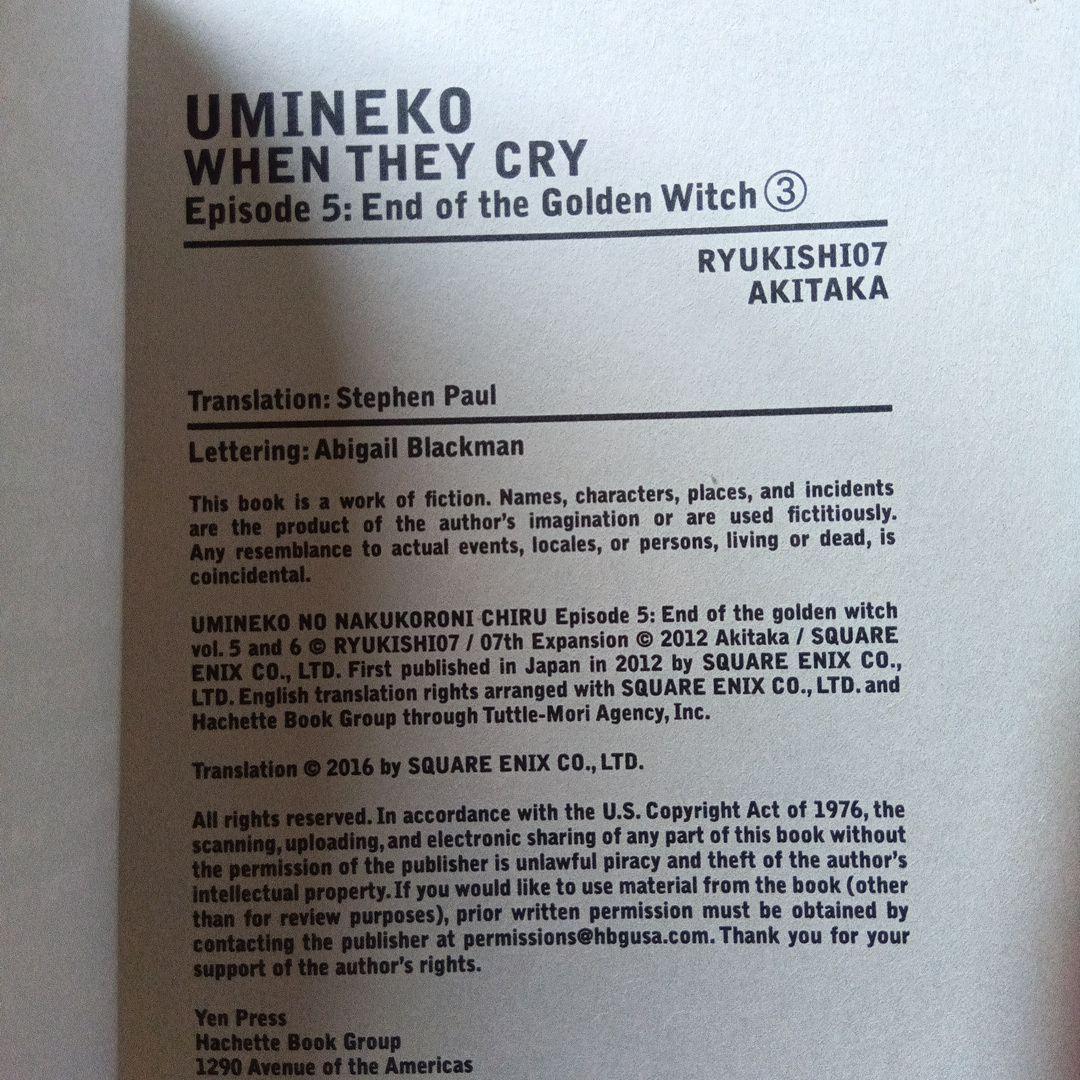 UMINEKO
WHEN THEY CRY
Episode 5: End of the Golden Witch ③
RYUKISHI07
AKITAKA
Translation: Stephen Paul
Lettering: Abigail Blackman
This book is a work of fiction. Names, characters, places, and incidents
are the product of the author's imagination or are used fictitiously.
Any resemblance to actual events, locales, or persons, living or dead, is
coincidental.
UMINEKO NO NAKUKORONI CHIRU Episode 5: End of the golden witch
vol. 5 and 6 © RYUKISHI07 / 07th Expansion © 2012 Akitaka / SQUARE
ENIX CO., LTD. First published in Japan in 2012 by SQUARE ENIX CO.,
LTD. English translation rights arranged with SQUARE ENIX CO., LTD. and
Hachette Book Group through Tuttle-Mori Agency, Inc.
Translation © 2016 by SQUARE ENIX CO., LTD.
All rights reserved. In accordance with the U.S. Copyright Act of 1976, the
scanning, uploading, and electronic sharing of any part of this book without
the permission of the publisher is unlawful piracy and theft of the author's
intellectual property. If you would like to use material from the book (other
than for review purposes), prior written permission must be obtained by
contacting the publisher at permissions@hbgusa.com. Thank you for your
support of the author's rights.
Yen Press
Hachette Book Group
1290 Avenue of the Americas